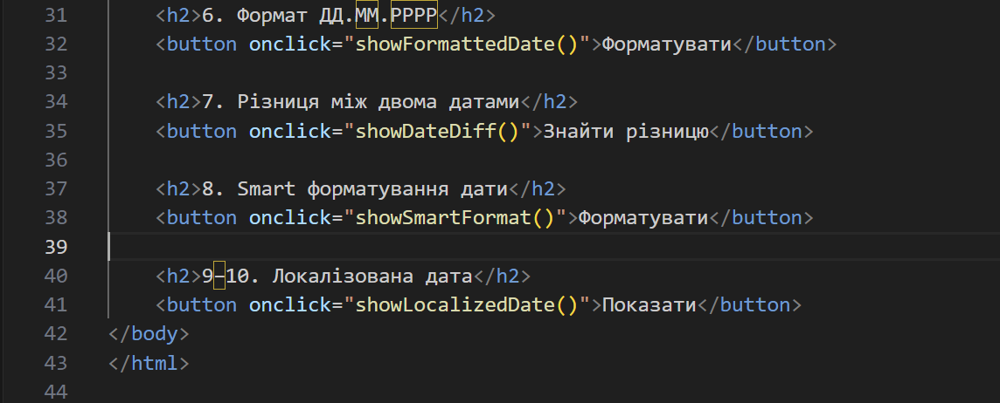 31 <h2>6. Формат ДД.ММ.РРРР</h2>
32 <button onclick="showFormattedDate()">Форматувати</button>
33
34 <h2>7. Різниця між двома датами</h2>
35 <button onclick="showDateDiff()">Знайти різницю</button>
36
37 <h2>8. Smart форматування дати</h2>
38 <button onclick="showSmartFormat()">Форматувати</button>
39
40 <h2>9–10. Локалізована дата</h2>
41 <button onclick="showLocalizedDate()">Показати</button>
42 </body>
43 </html>
44